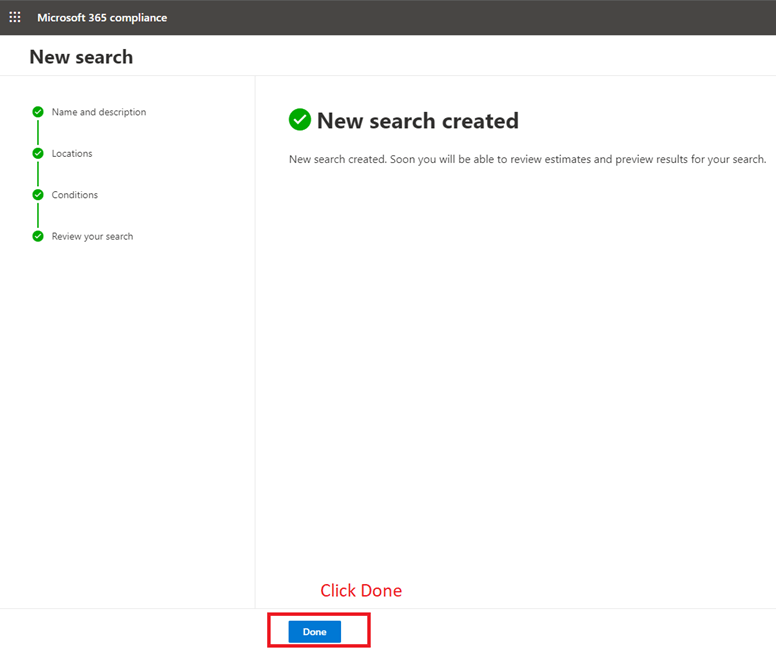 Microsoft 365 compliance
New search
Name and description
Locations
Conditions
Review your search
New search created
New search created. Soon you will be able to review estimates and preview results for your search.
Click Done
Done